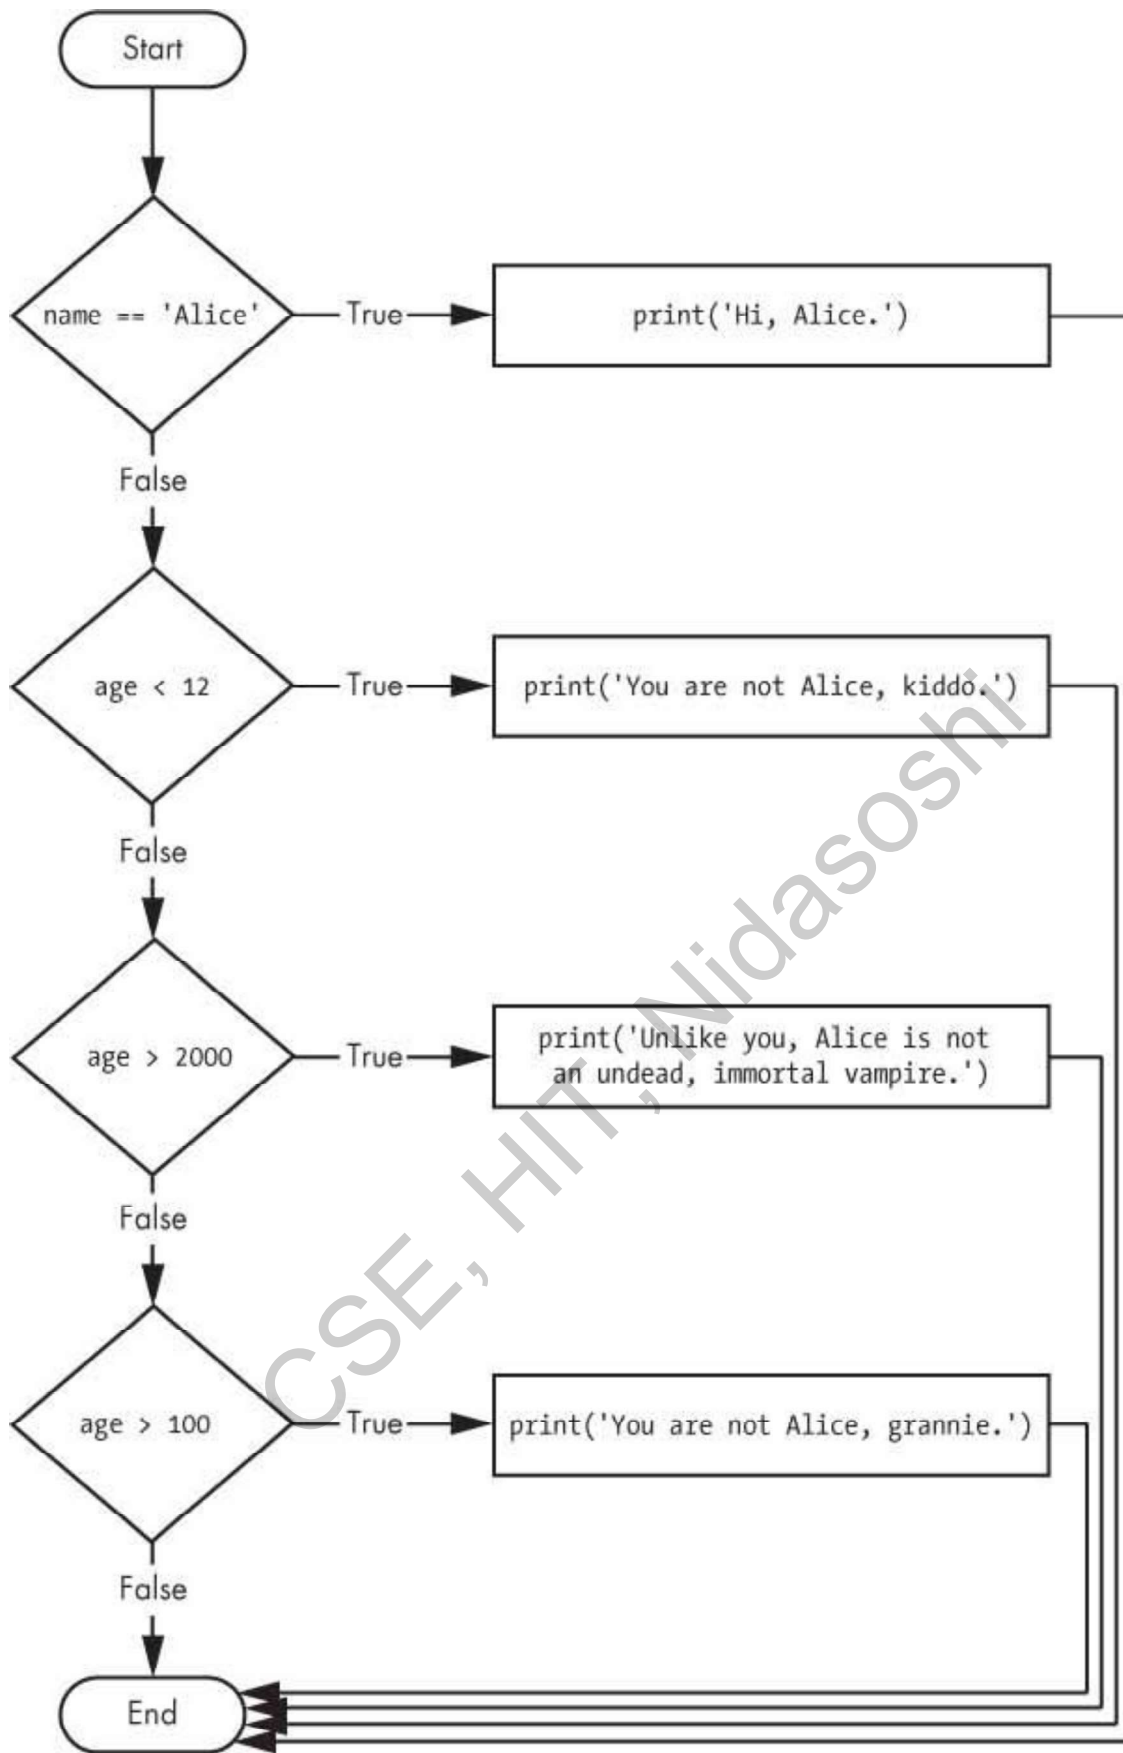 Start
name == 'Alice'
True
print('Hi, Alice.')
False
age < 12
True
print('You are not Alice, kiddo.')
False
age > 2000
True
print('Unlike you, Alice is not
an undead, immortal vampire.')
False
age > 100
True
print('You are not Alice, grannie.')
False
End
CSE, HIT, Nidasoshi